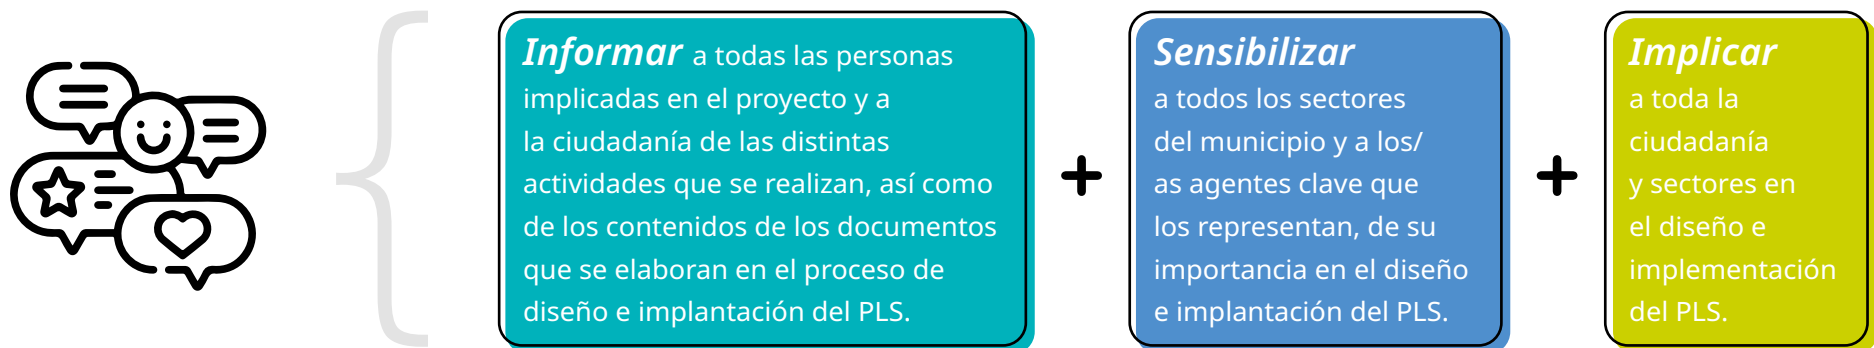 Informar a todas las personas
implicadas en el proyecto y a
la ciudadanía de las distintas
actividades que se realizan, así como
de los contenidos de los documentos
que se elaboran en el proceso de
diseño e implantación del PLS.
+
Sensibilizar
a todos los sectores
del municipio y a los/
as agentes clave que
los representan, de su
importancia en el diseño
e implantación del PLS.
+
Implicar
a toda la
ciudadanía
y sectores en
el diseño e
implementación
del PLS.